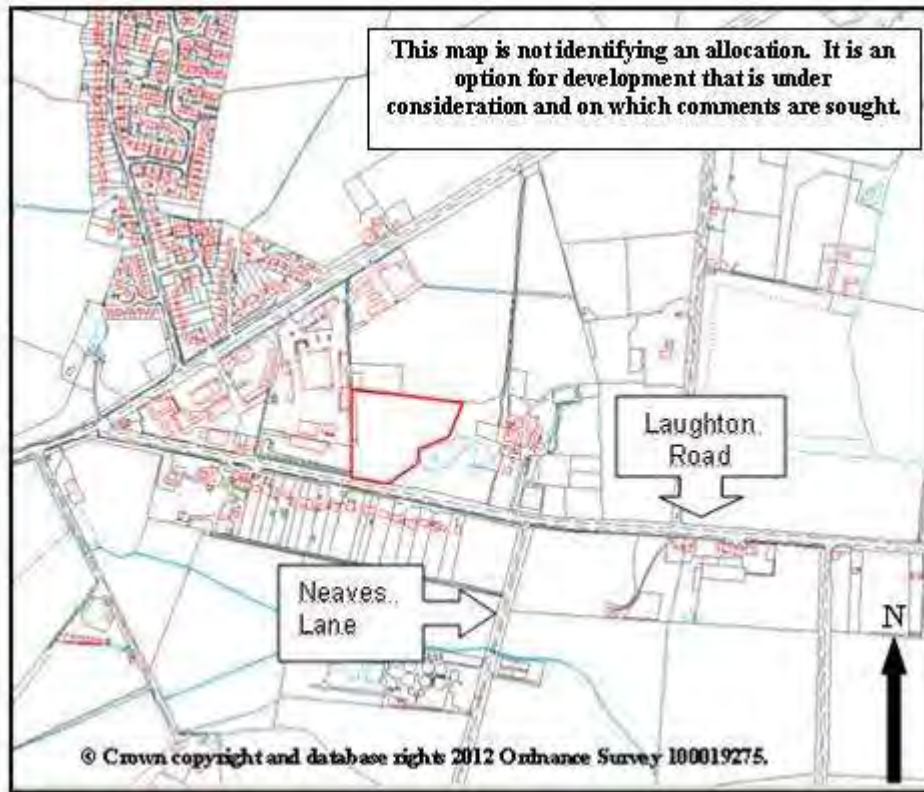 This map is not identifying an allocation. It is an
option for development that is under
consideration and on which comments are sought.
Laughton
Road
Neaves
Lane
N
© Crown copyright and database rights 2012 Ordnance Survey 100019275.